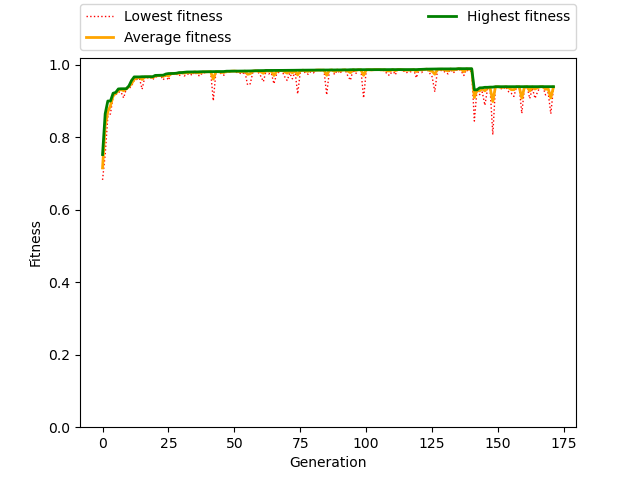 Lowest fitness
Average fitness
Highest fitness
1.0
0.8
0.6
0.4
0.2
0.0
Fitness
0 25 50 75 100 125 150 175
Generation